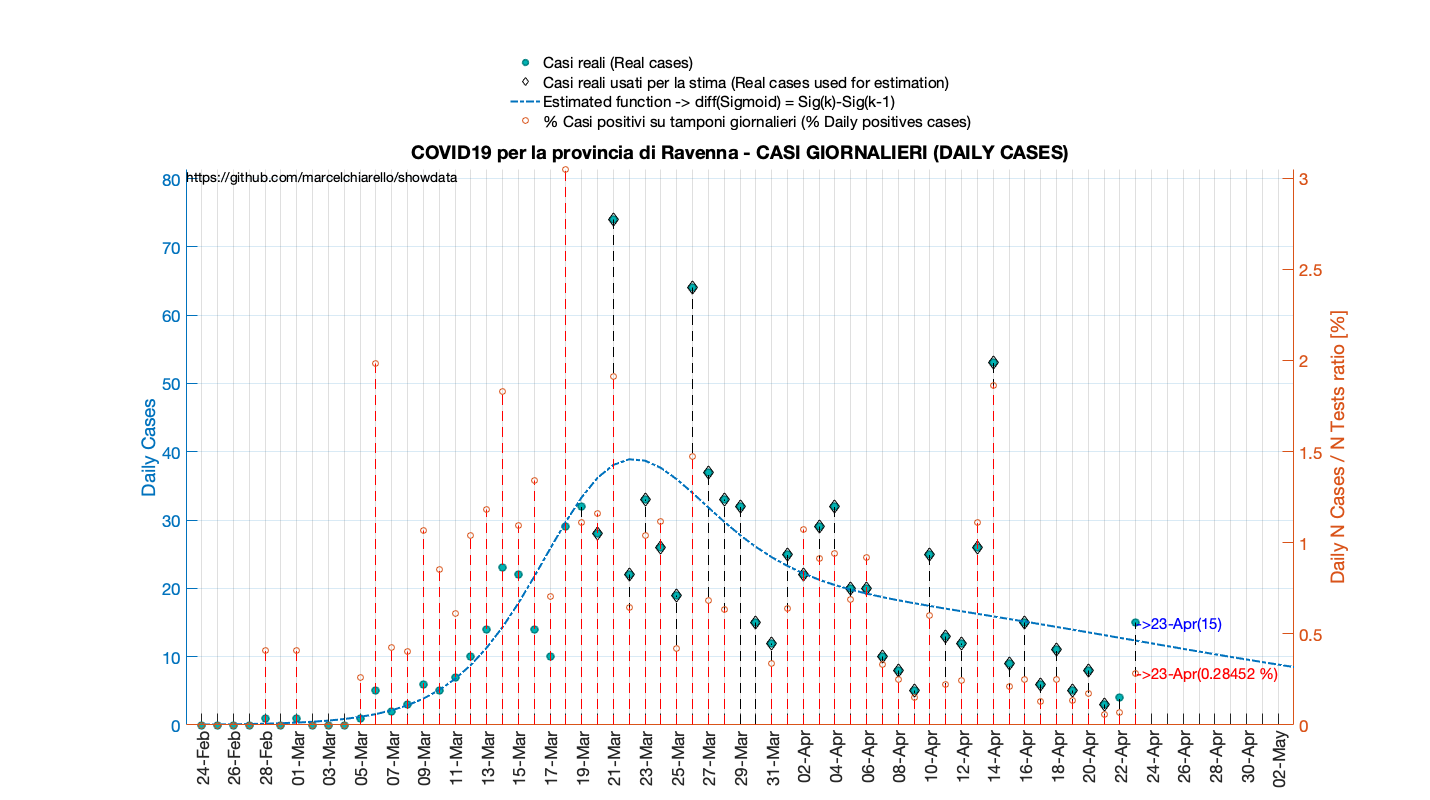 Casi reali (Real cases)
Casi reali usati per la stima (Real cases used for estimation)
Estimated function -> diff(Sigmoid) = Sig(k)-Sig(k-1)
% Casi positivi su tamponi giornalieri (% Daily positives cases)
COVID19 per la provincia di Ravenna - CASI GIORNALIERI (DAILY CASES)
https://github.com/marcelchiarello/showdata
Daily Cases
80
70
60
50
40
30
20
10
0
3
2.5
2
1.5
1
0.5
0
Daily N Cases / N Tests ratio [%]
->23-Apr(15)
->23-Apr(0.28452 %)
24-Feb
26-Feb
28-Feb
01-Mar
03-Mar
05-Mar
07-Mar
09-Mar
11-Mar
13-Mar
15-Mar
17-Mar
19-Mar
21-Mar
23-Mar
25-Mar
27-Mar
29-Mar
31-Mar
02-Apr
04-Apr
06-Apr
08-Apr
10-Apr
12-Apr
14-Apr
16-Apr
18-Apr
20-Apr
22-Apr
24-Apr
26-Apr
28-Apr
30-Apr
02-May